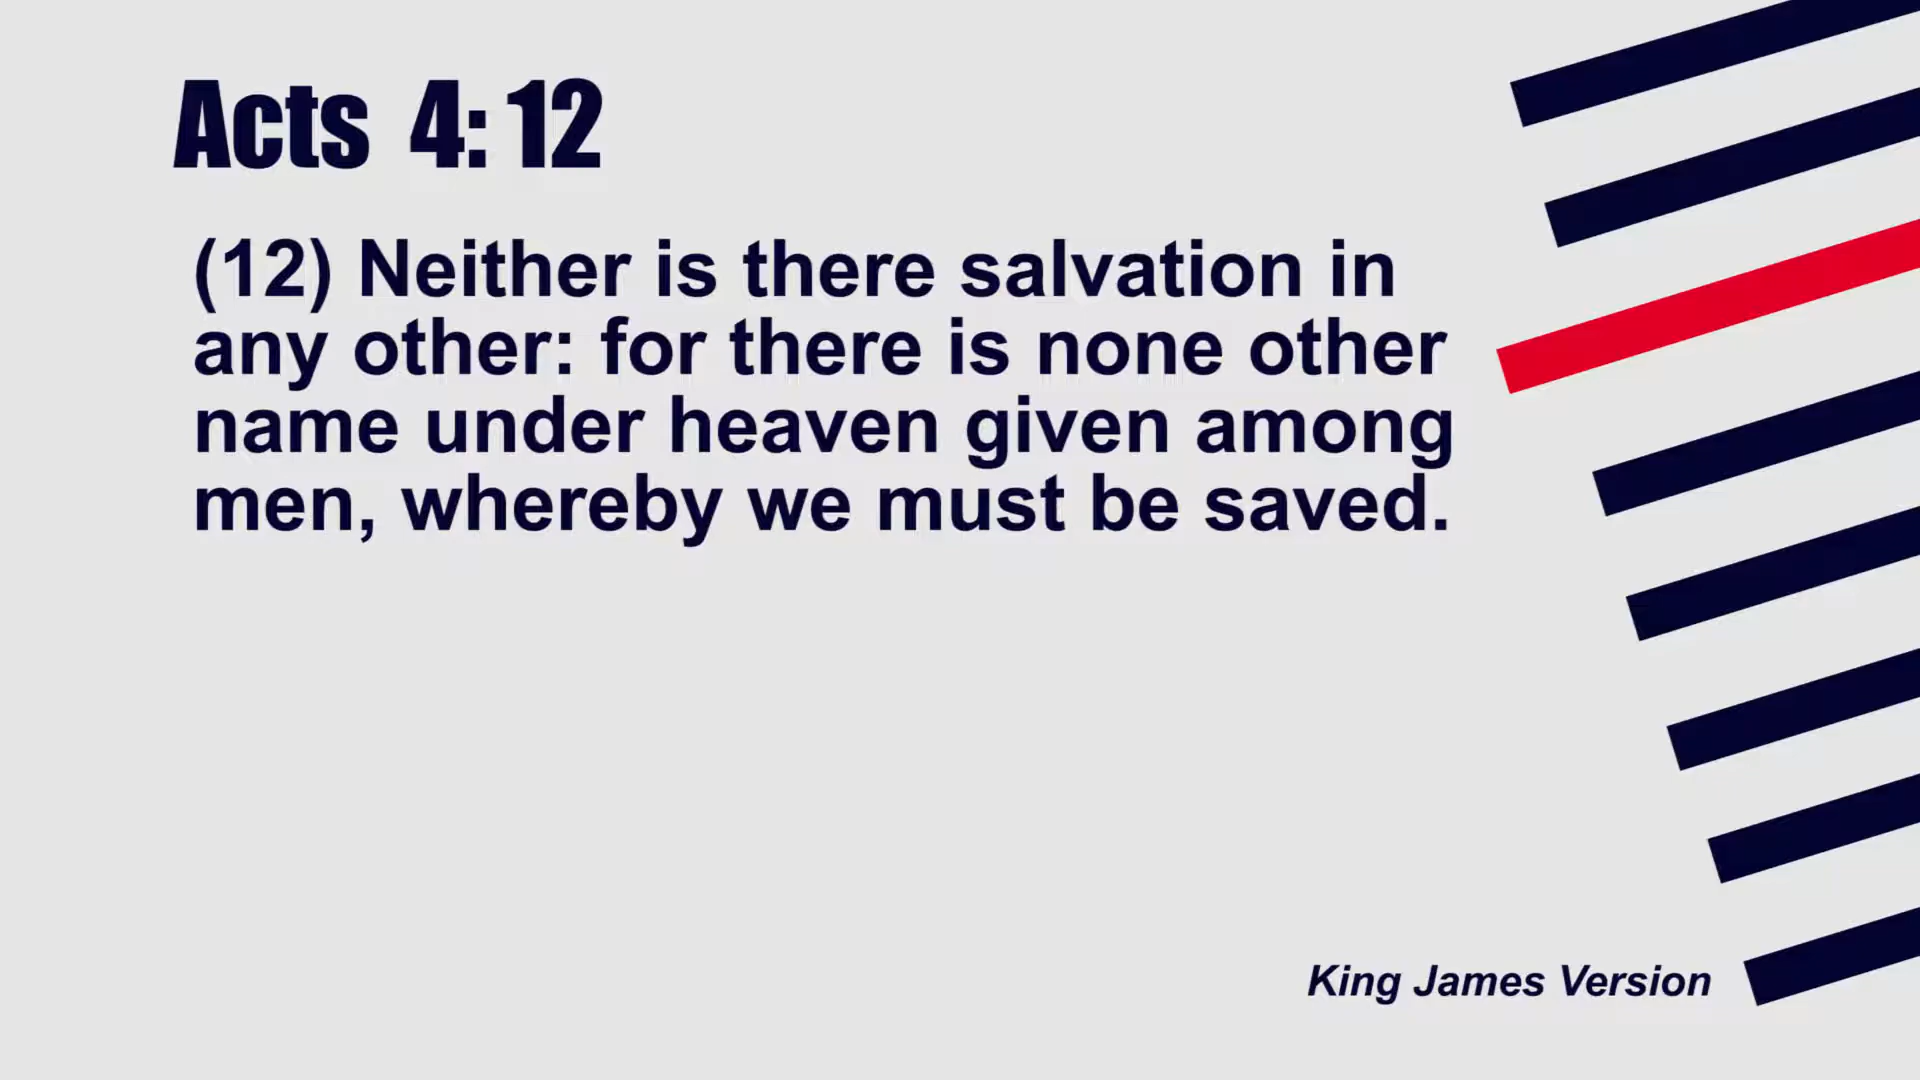 Acts 4: 12
(12) Neither is there salvation in
any other: for there is none other
name under heaven given among
men, whereby we must be saved.
King James Version